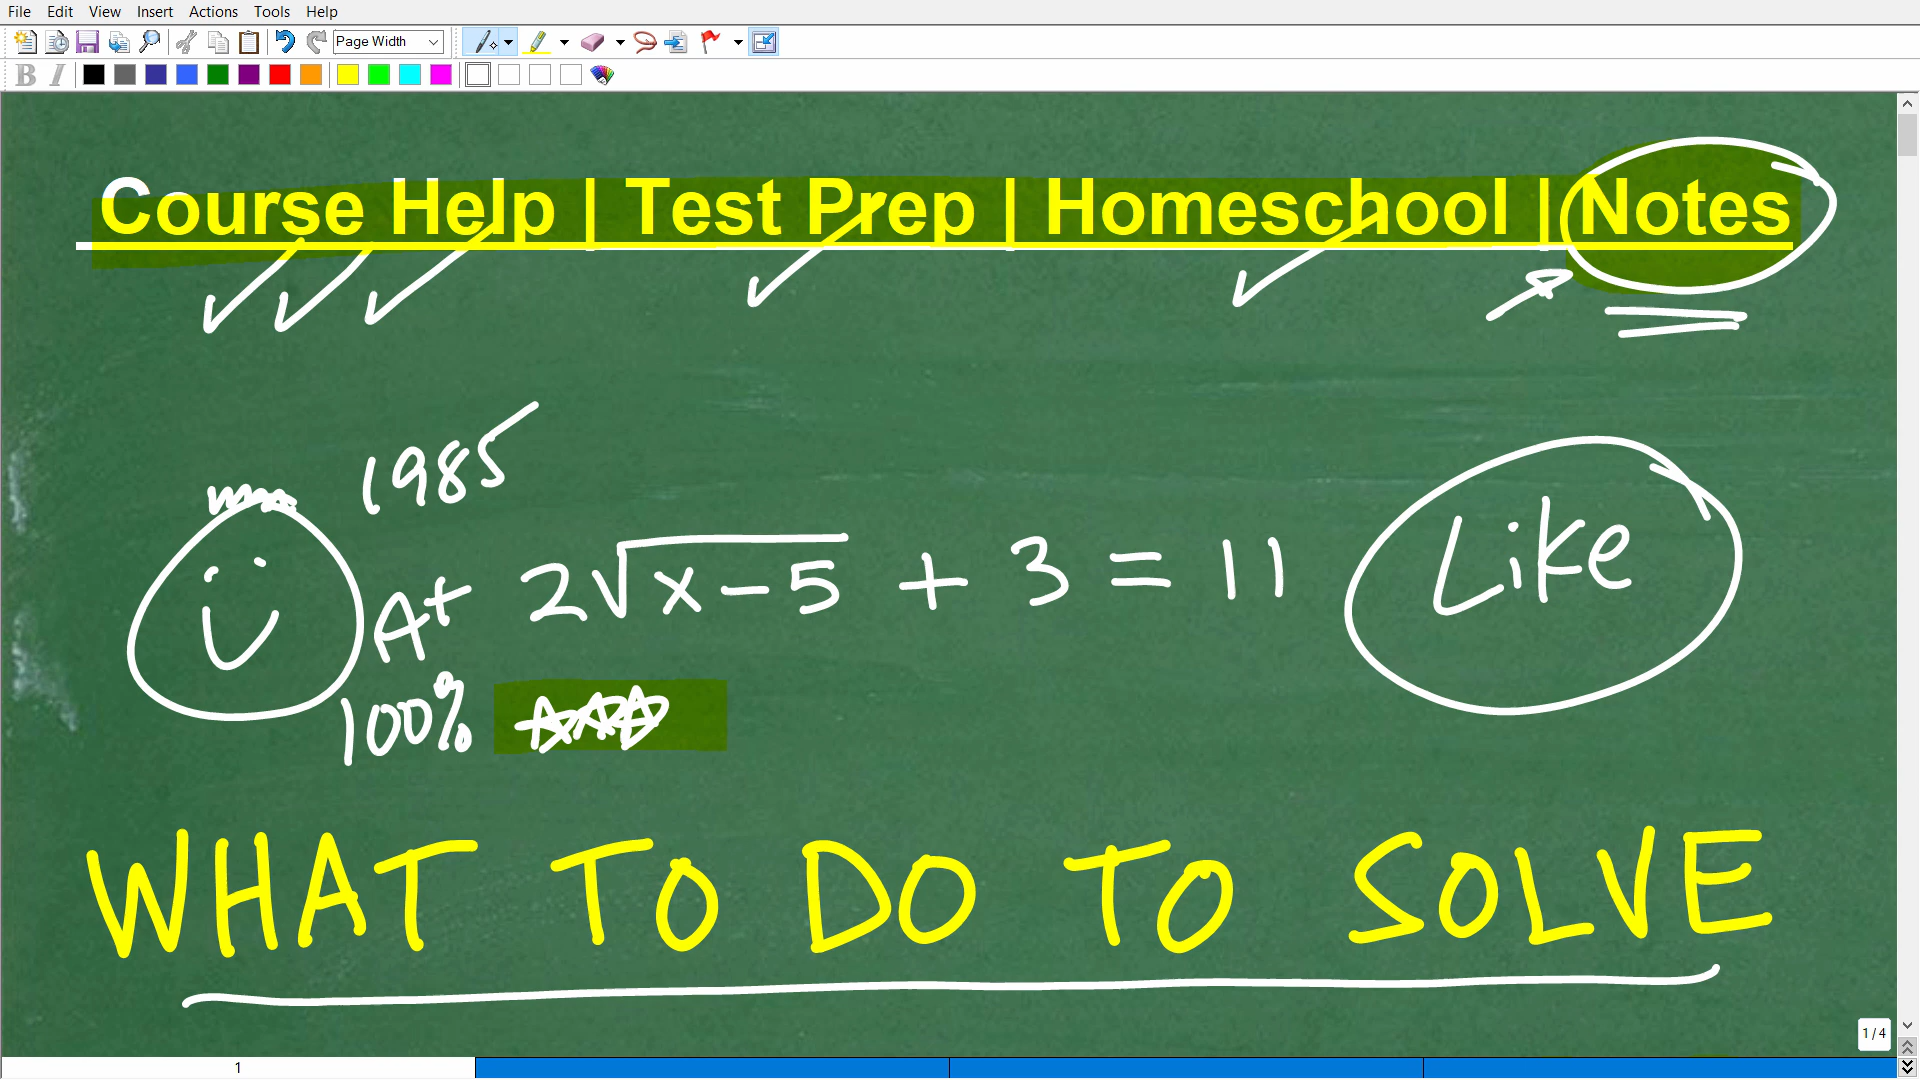 File Edit View Insert Actions Tools Help
Page Width
B I
Course Help | Test Prep | Homeschool | Notes
1985
A+ 2√x-5 + 3 = 11 Like
100%
WHAT TO DO TO SOLVE
1 / 4
1